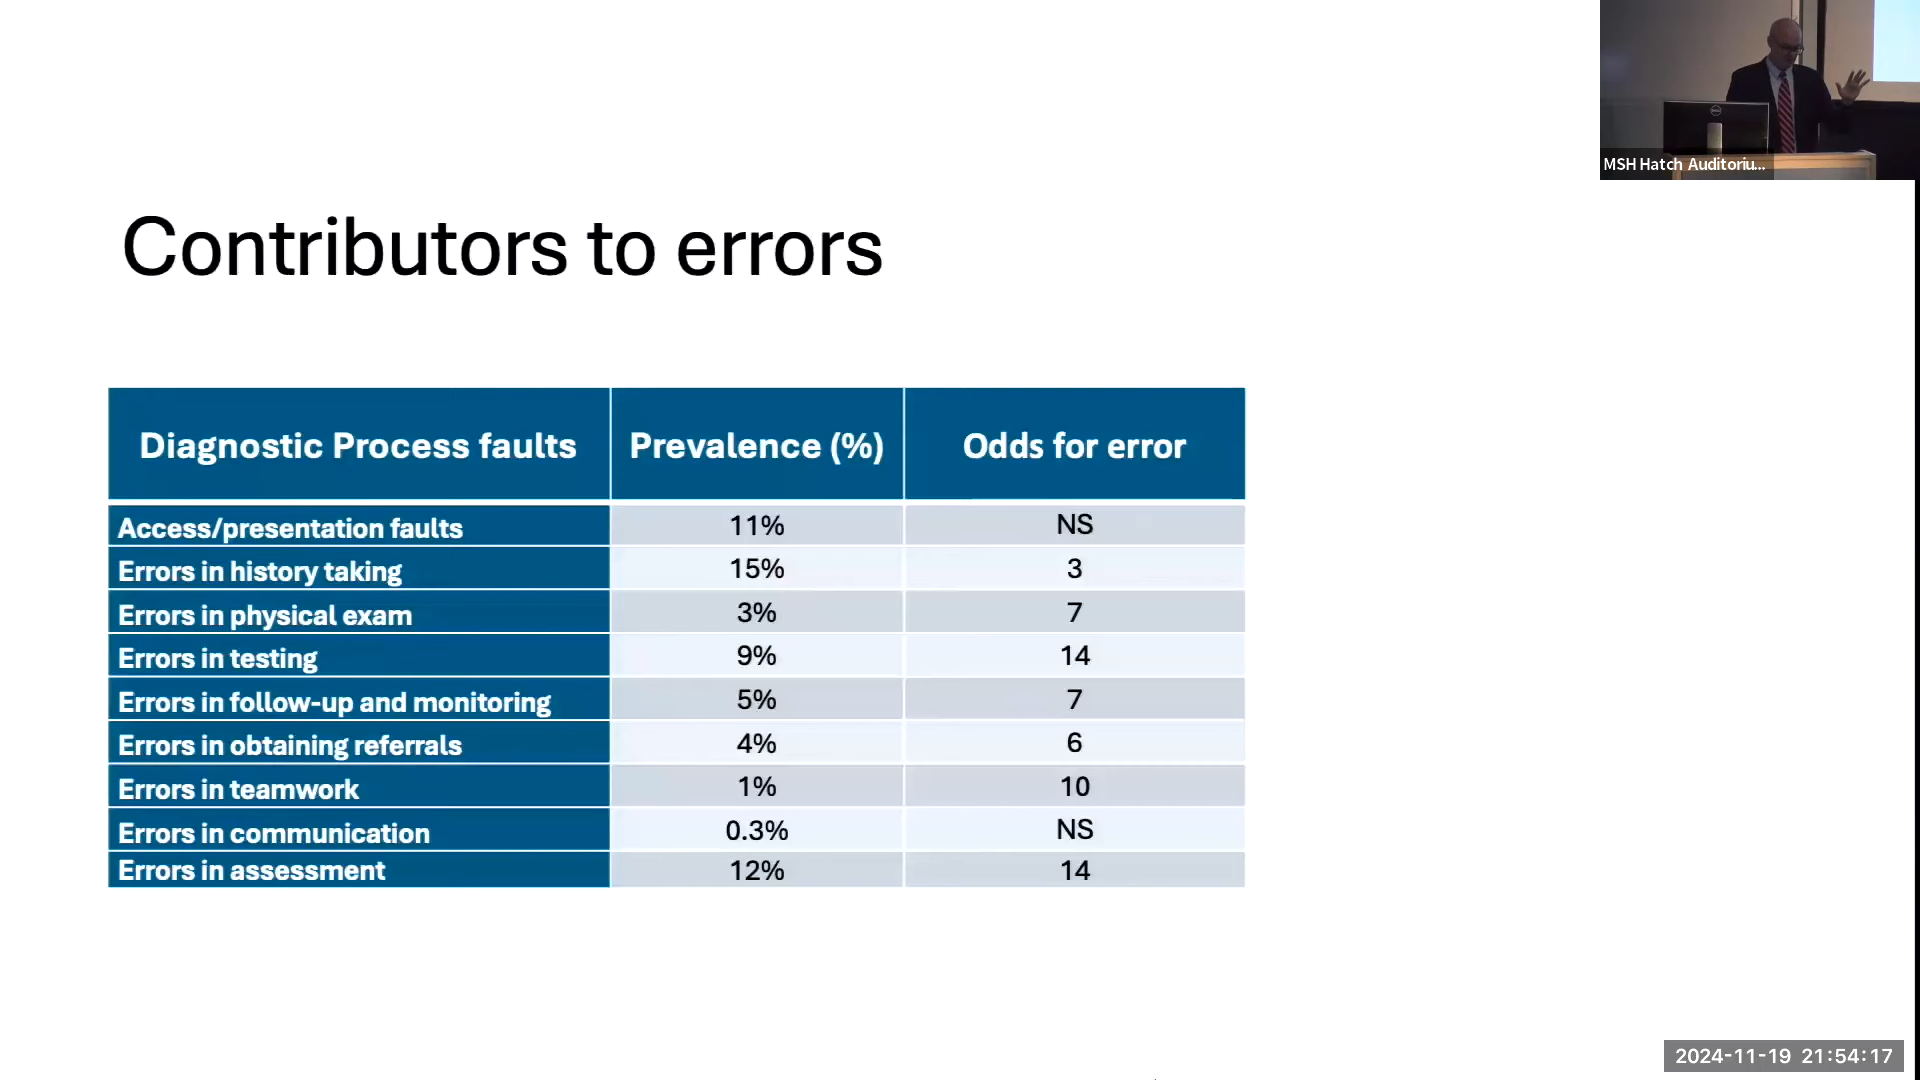 MSH Hatch Auditoriu...
Contributors to errors
Diagnostic Process faults Prevalence (%) Odds for error
Access/presentation faults 11% NS
Errors in history taking 15% 3
Errors in physical exam 3% 7
Errors in testing 9% 14
Errors in follow-up and monitoring 5% 7
Errors in obtaining referrals 4% 6
Errors in teamwork 1% 10
Errors in communication 0.3% NS
Errors in assessment 12% 14
2024-11-19 21:54:17